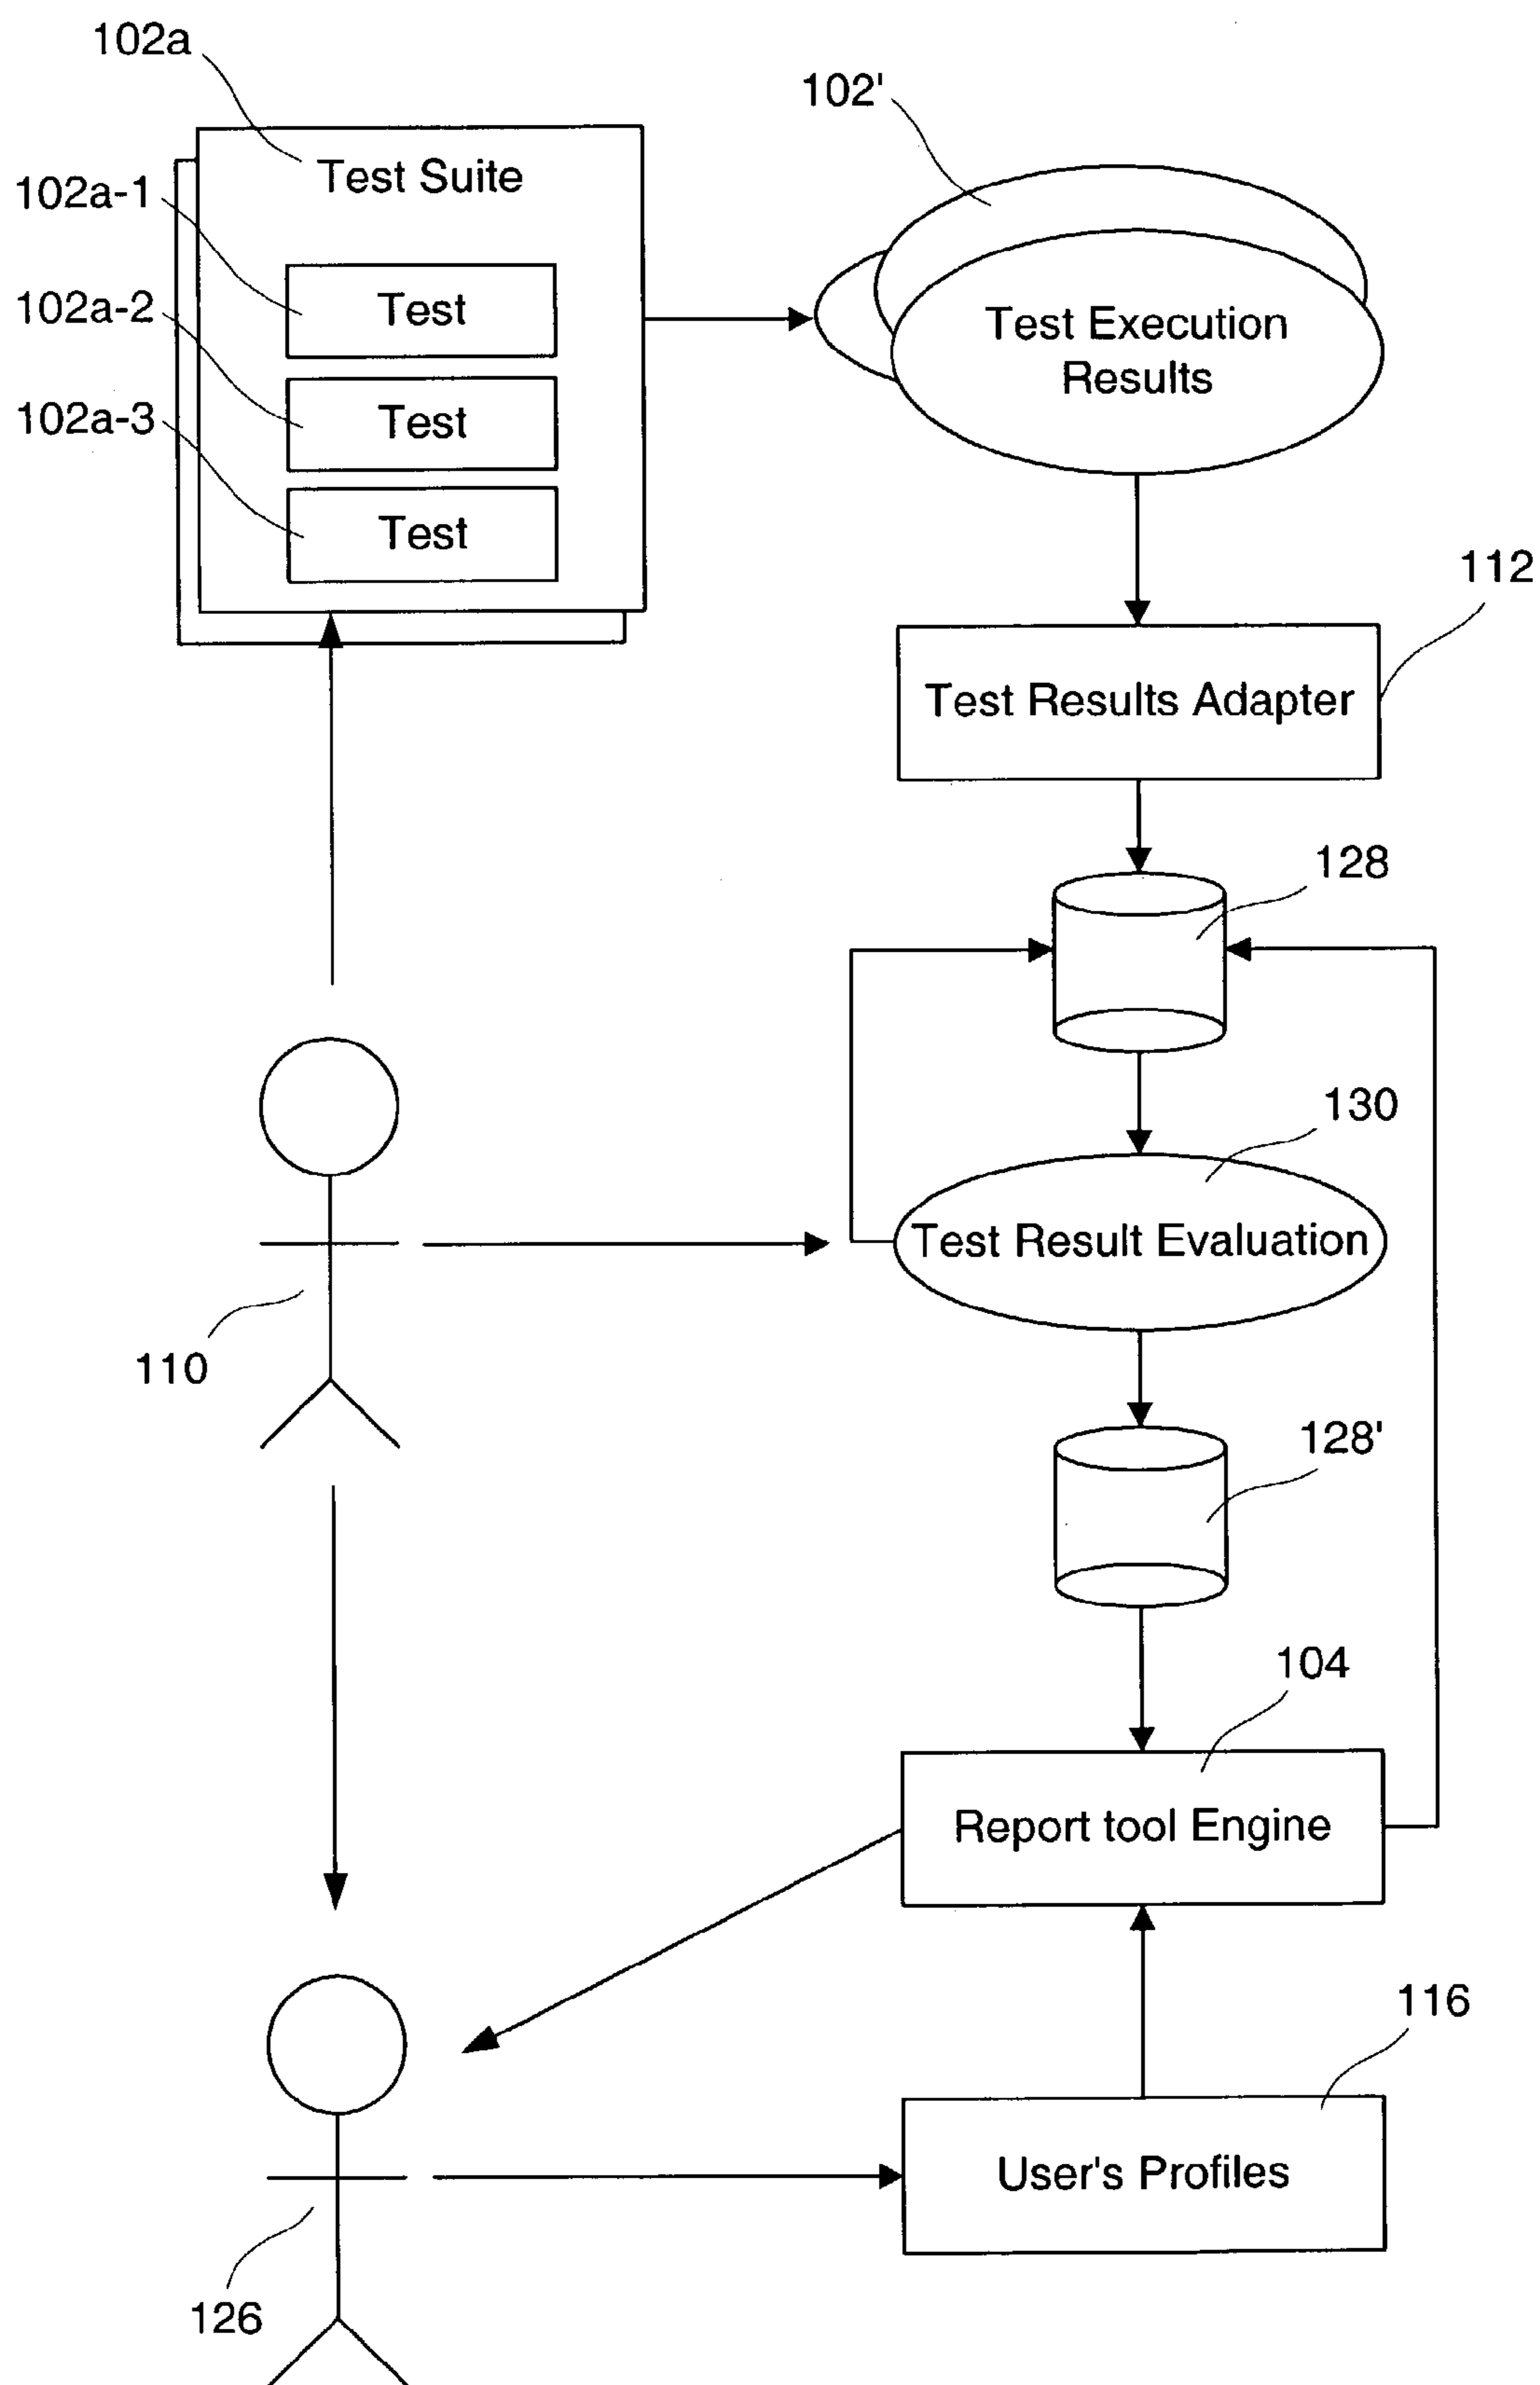 102a
102'
Test Suite
102a-1
Test
102a-2
Test
102a-3
Test
Test Execution
Results
112
Test Results Adapter
128
130
Test Result Evaluation
110
128'
104
Report tool Engine
116
User's Profiles
126